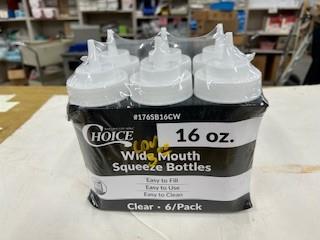 #176SB16CW
CHOICE
16 oz.
Wide Mouth
Squeeze Bottles
Easy to Fill
Easy to Use
Easy to Clean
Clear • 6/Pack